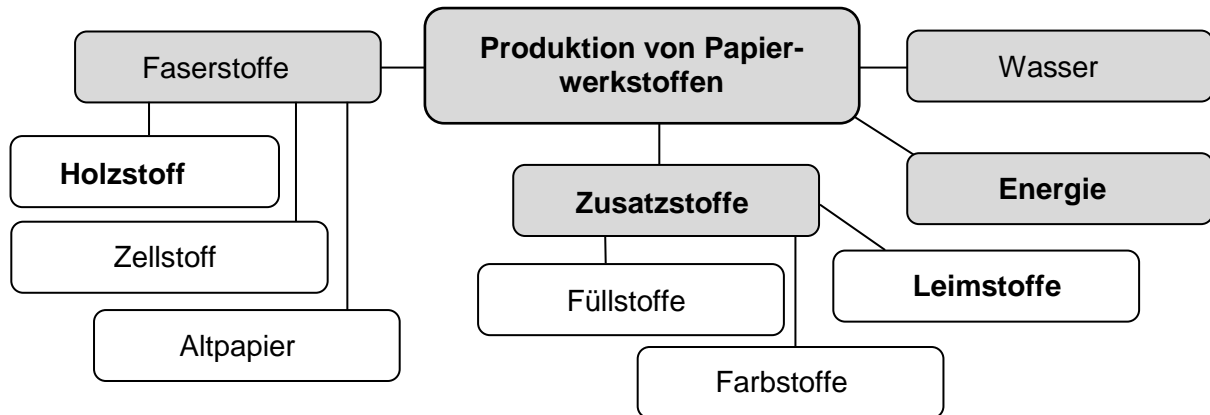 Produktion von Papier-
werkstoffen
Faserstoffe
Wasser
Holzstoff
Zusatzstoffe
Energie
Zellstoff
Füllstoffe
Leimstoffe
Altpapier
Farbstoffe